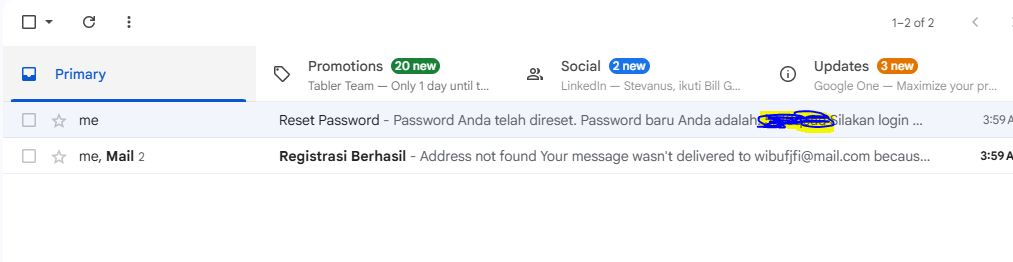 1–2 of 2
Primary
Promotions 20 new
Tabler Team — Only 1 day until t...
Social 2 new
LinkedIn — Stevanus, ikuti Bill G...
Updates 3 new
Google One — Maximize your pr...
me Reset Password - Password Anda telah direset. Password baru Anda adalah Silakan login ... 3:59 A
me, Mail 2 Registrasi Berhasil - Address not found Your message wasn't delivered to wibufjfi@mail.com becaus... 3:59 A